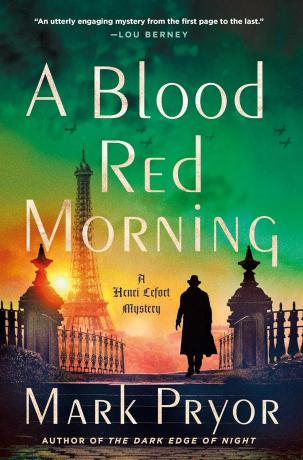 “An utterly engaging mystery from the first page to the last.”
—LOU BERNEY
A Blood
Red
Morning
A
Henri Lefort
Mystery
Mark Pryor
AUTHOR OF THE DARK EDGE OF NIGHT